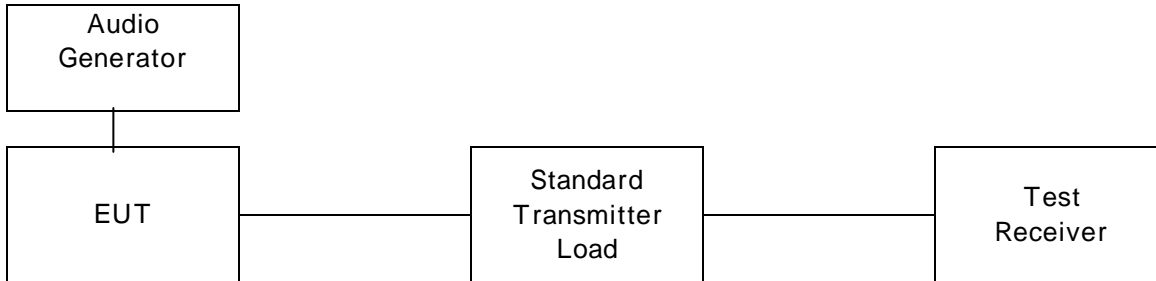 Audio
Generator
EUT
Standard
Transmitter
Load
Test
Receiver